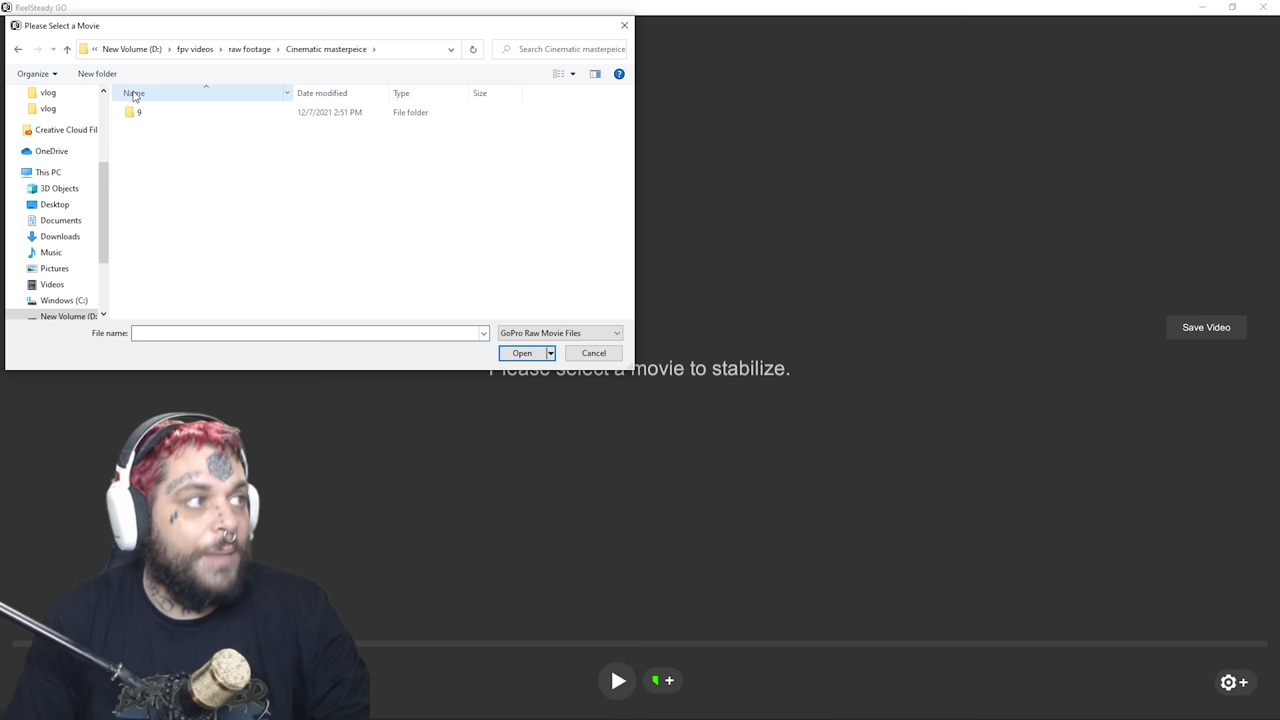 ReelSteady GO
Please Select a Movie
« New Volume (D:) › fpv videos › raw footage › Cinematic masterpeice ›
Search Cinematic masterpeice
Organize
New folder
Name
Date modified
Type
Size
9
12/7/2021 2:51 PM
File folder
vlog
vlog
Creative Cloud Fil
OneDrive
This PC
3D Objects
Desktop
Documents
Downloads
Music
Pictures
Videos
Windows (C:)
New Volume (D:
File name:
GoPro Raw Movie Files
Open
Cancel
Save Video
Please select a movie to stabilize.